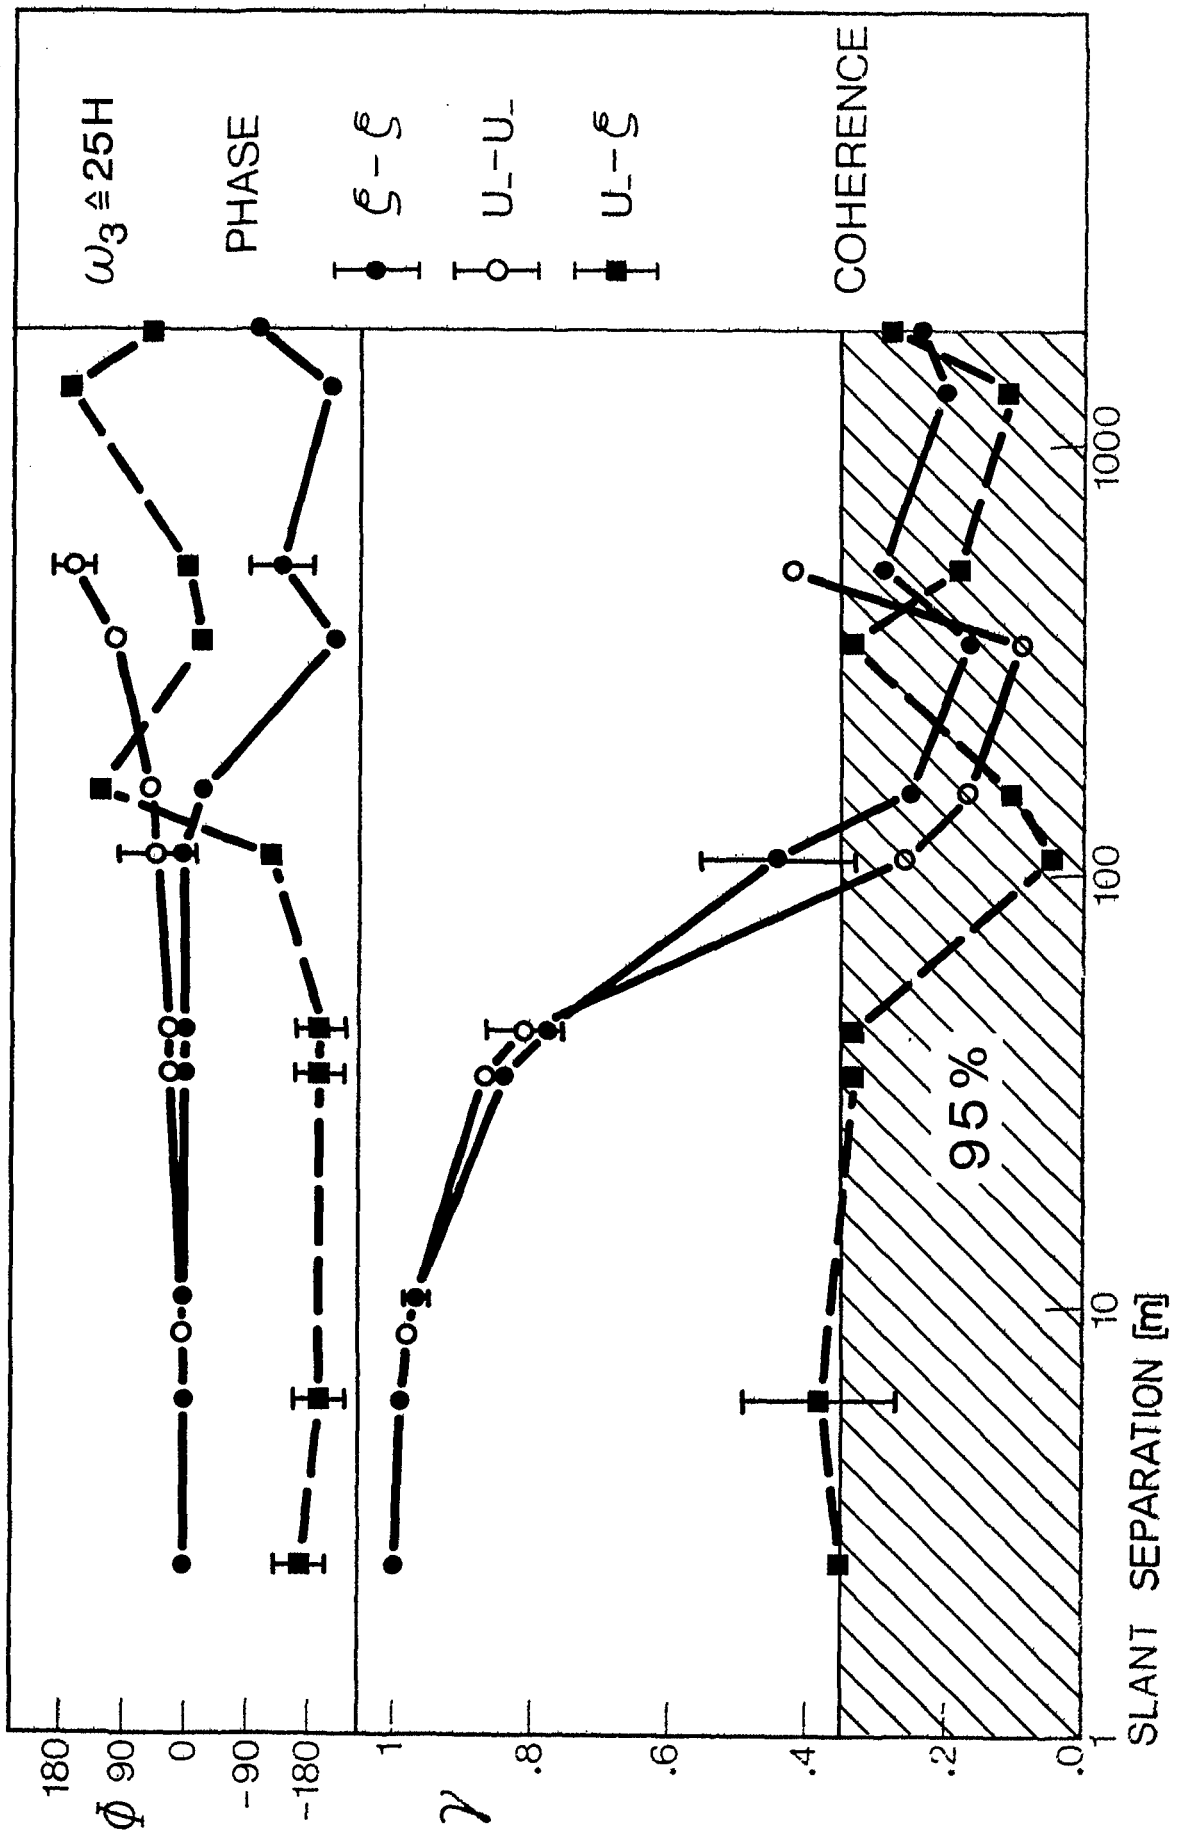 ω₃ ≙ 25H
PHASE
ξ – ξ
U_–U_
U_–ξ
COHERENCE
180
90
0
-90
-180
Φ
1
.8
.6
.4
.2
.0
γ
95%
1
10
100
1000
SLANT SEPARATION [m]